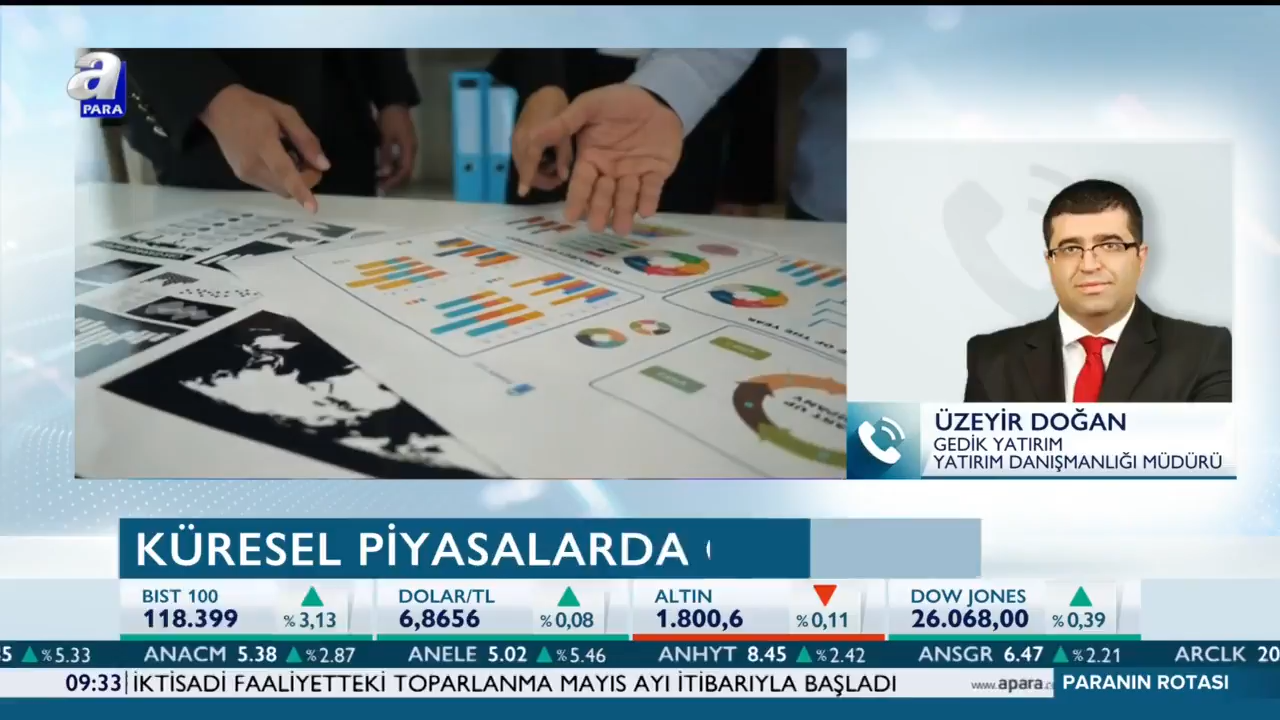 a
PARA
ÜZEYİR DOĞAN
GEDİK YATIRIM
YATIRIM DANIŞMANLIĞI MÜDÜRÜ
KÜRESEL PİYASALARDA
BIST 100
118.399
%3,13
DOLAR/TL
6,8656
%0,08
ALTIN
1.800,6
%0,11
DOW JONES
26.068,00
%0,39
%5.33 ANACM 5.38 %2.87 ANELE 5.02 %5.46 ANHYT 8.45 %2.42 ANSGR 6.47 %2.21 ARCLK
09:33 İKTİSADİ FAALİYETTEKİ TOPARLANMA MAYIS AYI İTİBARIYLA BAŞLADI
www.apara.c
PARANIN ROTASI